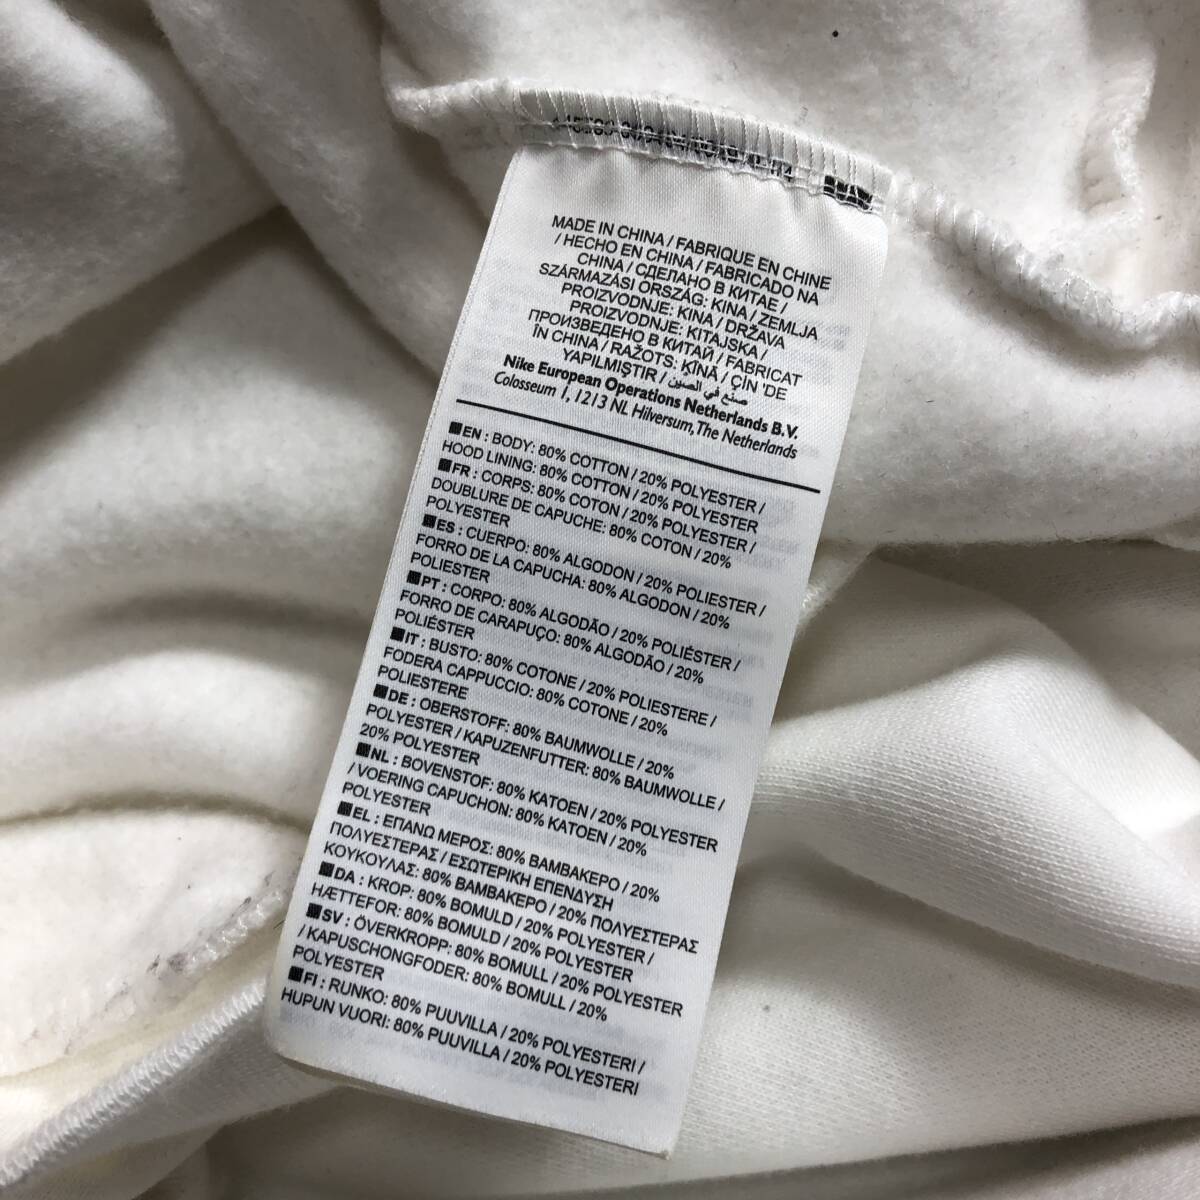 MADE IN CHINA / FABRIQUE EN CHINE
/ HECHO EN CHINA / FABRICADO NA
CHINA / СДЕЛАНО В КИТАЕ /
SZÁRMAZÁSI ORSZÁG: KÍNA / ZEMLJA
PROIZVODNJE: KINA / DRŽAVA
PROIZVODNJE: KITAJSKA /
ПРОИЗВЕДЕНО В КИТАЙ / FABRICAT
ÎN CHINA / RAŽOTS: ĶĪNĀ / ÇİN 'DE
YAPILMIŞTIR / صنع في الصين
Nike European Operations Netherlands B.V.
Colosseum 1, 1213 NL Hilversum, The Netherlands
EN : BODY: 80% COTTON / 20% POLYESTER /
HOOD LINING: 80% COTTON / 20% POLYESTER
FR : CORPS: 80% COTON / 20% POLYESTER /
DOUBLURE DE CAPUCHE: 80% COTON / 20%
POLYESTER
ES : CUERPO: 80% ALGODON / 20% POLIESTER /
FORRO DE LA CAPUCHA: 80% ALGODON / 20%
POLIESTER
PT : CORPO: 80% ALGODÃO / 20% POLIÉSTER /
FORRO DE CARAPUÇO: 80% ALGODÃO / 20%
POLIÉSTER
IT : BUSTO: 80% COTONE / 20% POLIESTERE /
FODERA CAPPUCCIO: 80% COTONE / 20%
POLIESTERE
DE : OBERSTOFF: 80% BAUMWOLLE / 20%
POLYESTER / KAPUZENFUTTER: 80% BAUMWOLLE /
20% POLYESTER
NL : BOVENSTOF: 80% KATOEN / 20% POLYESTER
/ VOERING CAPUCHON: 80% KATOEN / 20%
POLYESTER
EL : ΕΠΑΝΩ ΜΕΡΟΣ: 80% ΒΑΜΒΑΚΕΡΟ / 20%
ΠΟΛΥΕΣΤΕΡΑΣ / ΕΣΩΤΕΡΙΚΗ ΕΠΕΝΔΥΣΗ
ΚΟΥΚΟΥΛΑΣ: 80% ΒΑΜΒΑΚΕΡΟ / 20% ΠΟΛΥΕΣΤΕΡΑΣ
DA : KROP: 80% BOMULD / 20% POLYESTER /
HÆTTEFOR: 80% BOMULD / 20% POLYESTER
SV : ÖVERKROPP: 80% BOMULL / 20% POLYESTER
/ KAPUSCHONGFODER: 80% BOMULL / 20%
POLYESTER
FI : RUNKO: 80% PUUVILLA / 20% POLYESTERI /
HUPUN VUORI: 80% PUUVILLA / 20% POLYESTERI